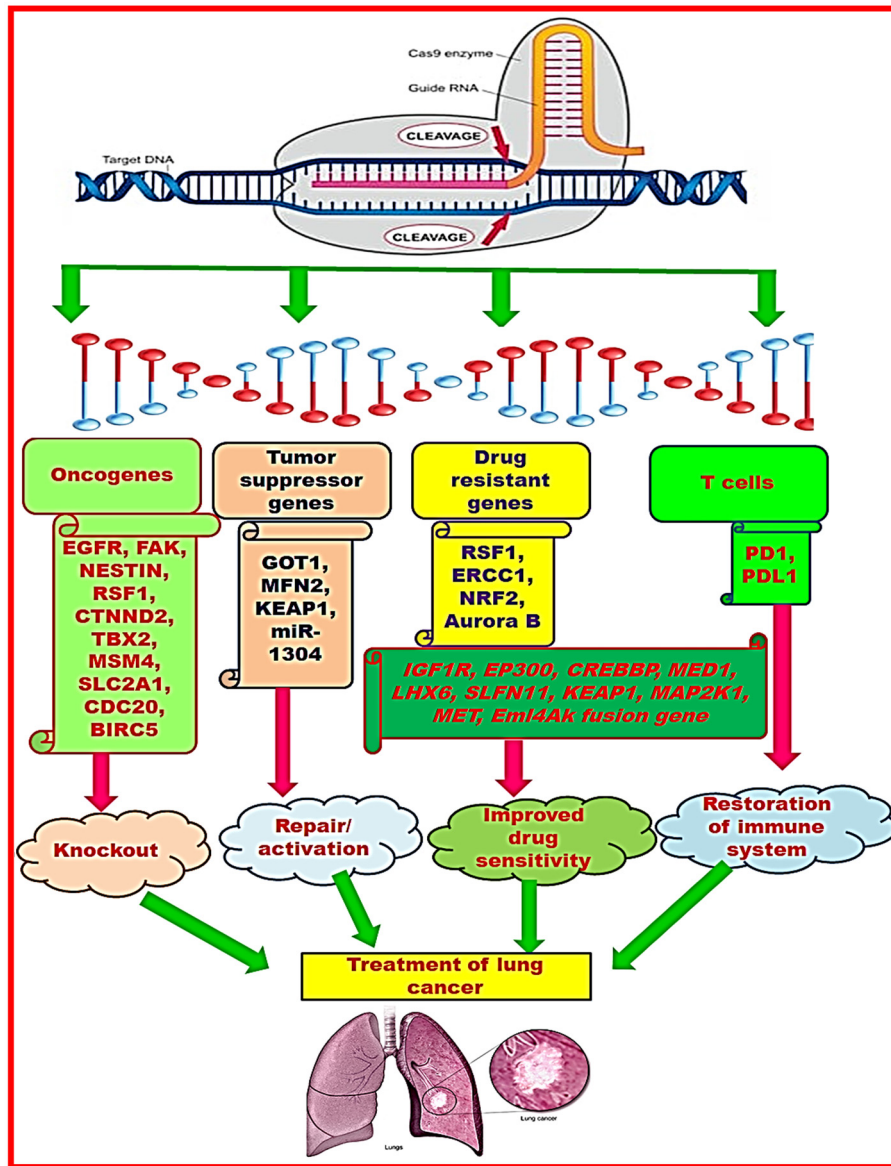 Cas9 enzyme
Guide RNA
CLEAVAGE
Target DNA
CLEAVAGE
Oncogenes
EGFR, FAK,
NESTIN,
RSF1,
CTNND2,
TBX2,
MSM4,
SLC2A1,
CDC20,
BIRC5
Knockout
Tumor
suppressor
genes
GOT1,
MFN2,
KEAP1,
miR-
1304
Repair/
activation
Drug
resistant
genes
RSF1,
ERCC1,
NRF2,
Aurora B
IGF1R, EP300, CREBBP, MED1,
LHX6, SLFN11, KEAP1, MAP2K1,
MET, Eml4Ak fusion gene
Improved
drug
sensitivity
T cells
PD1,
PDL1
Restoration
of immune
system
Treatment of lung
cancer
Lung cancer
Lungs